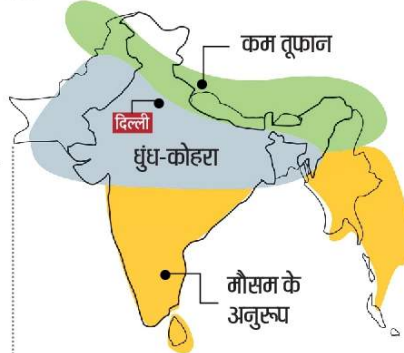 कम तूफान
दिल्ली
धुंध-कोहरा
मौसम के
अनुरूप